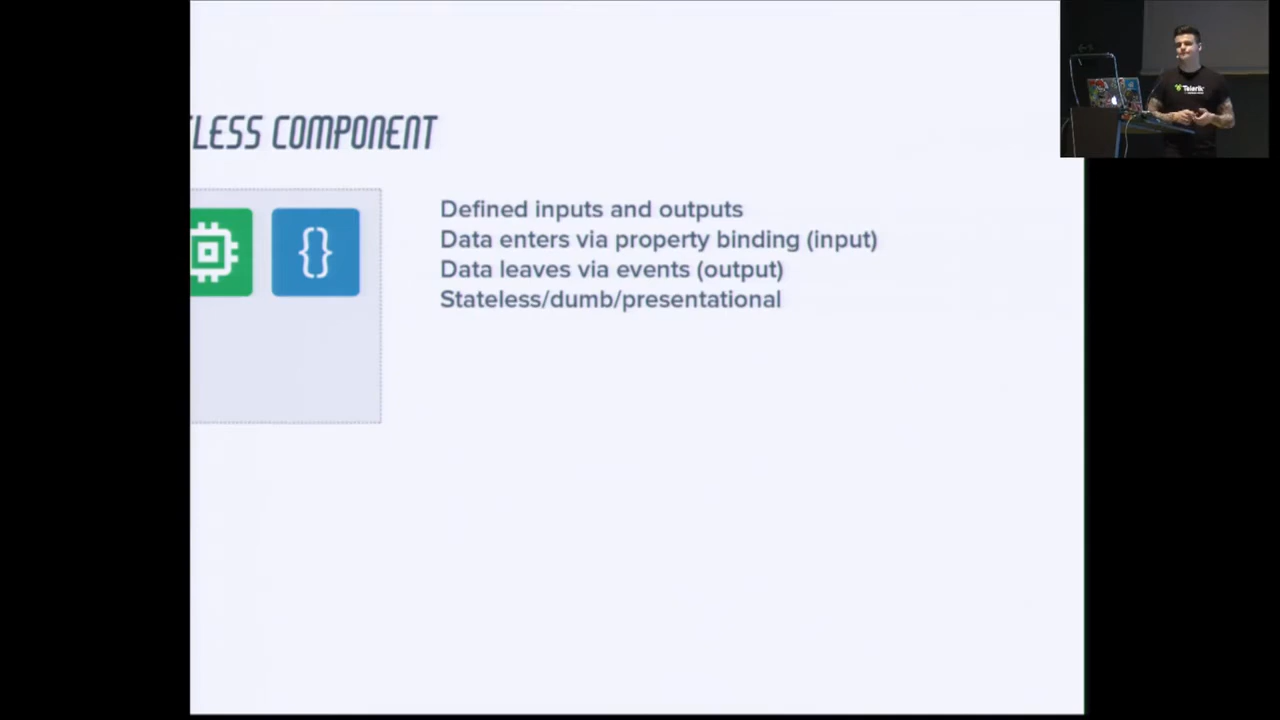 LESS COMPONENT
Defined inputs and outputs
Data enters via property binding (input)
Data leaves via events (output)
Stateless/dumb/presentational
{}
Telerik